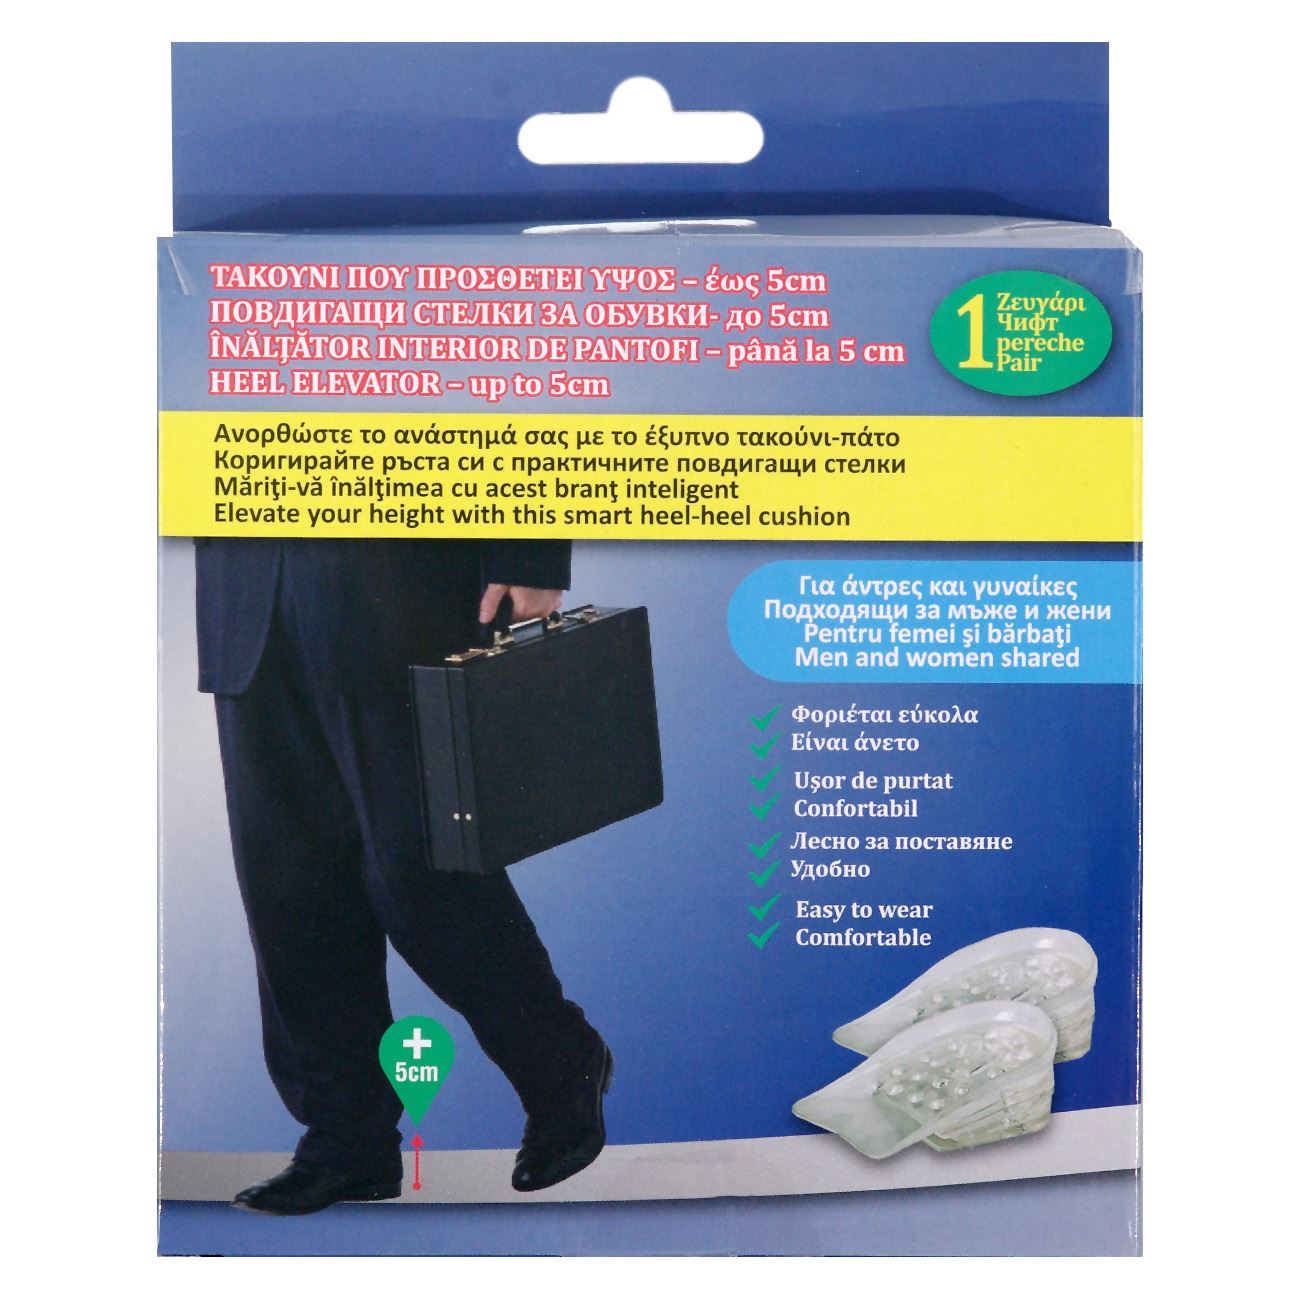 ΤΑΚΟΥΝΙ ΠΟΥ ΠΡΟΣΘΕΤΕΙ ΥΨΟΣ – έως 5cm
ПОВДИГАЩИ СТЕЛКИ ЗА ОБУВКИ- до 5cm
ÎNĂLŢĂTOR INTERIOR DE PANTOFI – până la 5 cm
HEEL ELEVATOR – up to 5cm
1
Ζευγάρι
Чифт
pereche
Pair
Ανορθώστε το ανάστημά σας με το έξυπνο τακούνι-πάτο
Коригирайте ръста си с практичните повдигащи стелки
Măriţi-vă înălţimea cu acest branţ inteligent
Elevate your height with this smart heel-heel cushion
Για άντρες και γυναίκες
Подходящи за мъже и жени
Pentru femei şi bărbaţi
Men and women shared
Φοριέται εύκολα
Είναι άνετο
Uşor de purtat
Confortabil
Лесно за поставяне
Удобно
Easy to wear
Comfortable
+
5cm